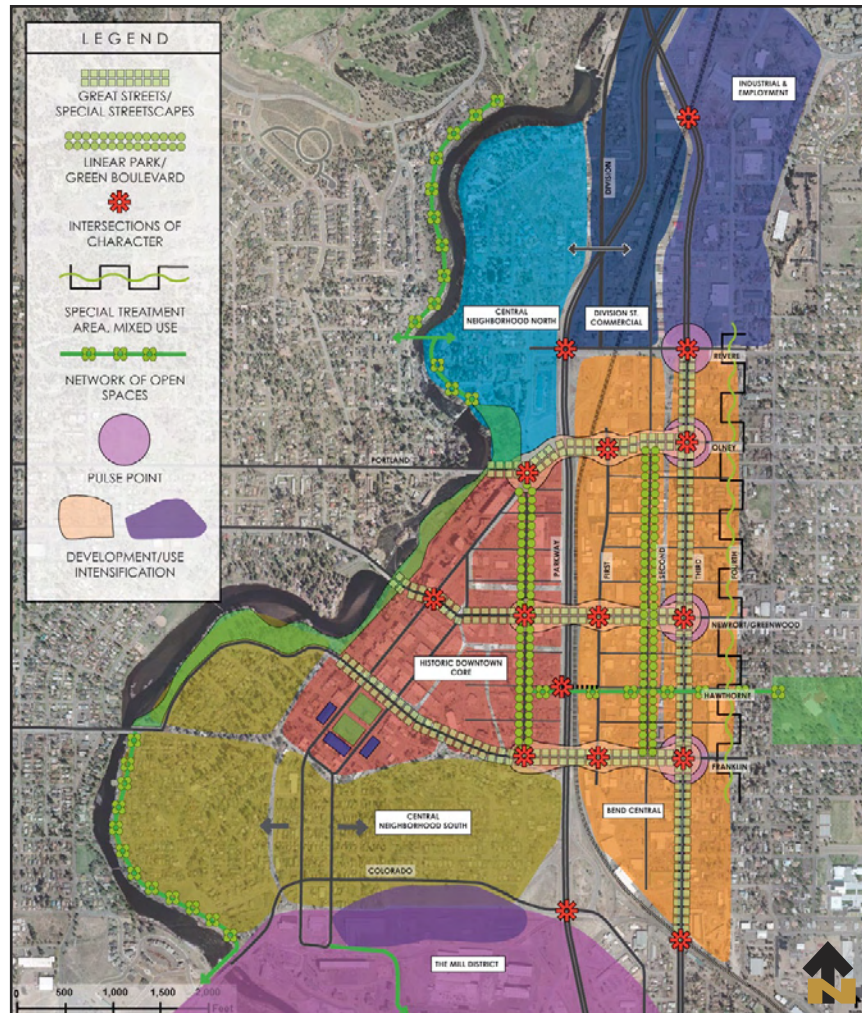 LEGEND
GREAT STREETS/
SPECIAL STREETSCAPES
LINEAR PARK/
GREEN BOULEVARD
INTERSECTIONS OF
CHARACTER
SPECIAL TREATMENT
AREA, MIXED USE
NETWORK OF OPEN
SPACES
PULSE POINT
DEVELOPMENT/USE
INTENSIFICATION
INDUSTRIAL &
EMPLOYMENT
DIVISION
CENTRAL
NEIGHBORHOOD NORTH
DIVISION ST.
COMMERCIAL
REVERE
OLNEY
PORTLAND
PARKWAY
FIRST
SECOND
THIRD
FOURTH
NEWPORT/GREENWOOD
HISTORIC DOWNTOWN
CORE
HAWTHORNE
FRANKLIN
BEND CENTRAL
CENTRAL
NEIGHBORHOOD SOUTH
COLORADO
THE MILL DISTRICT
0 500 1,000 1,500 2,000
Feet
N